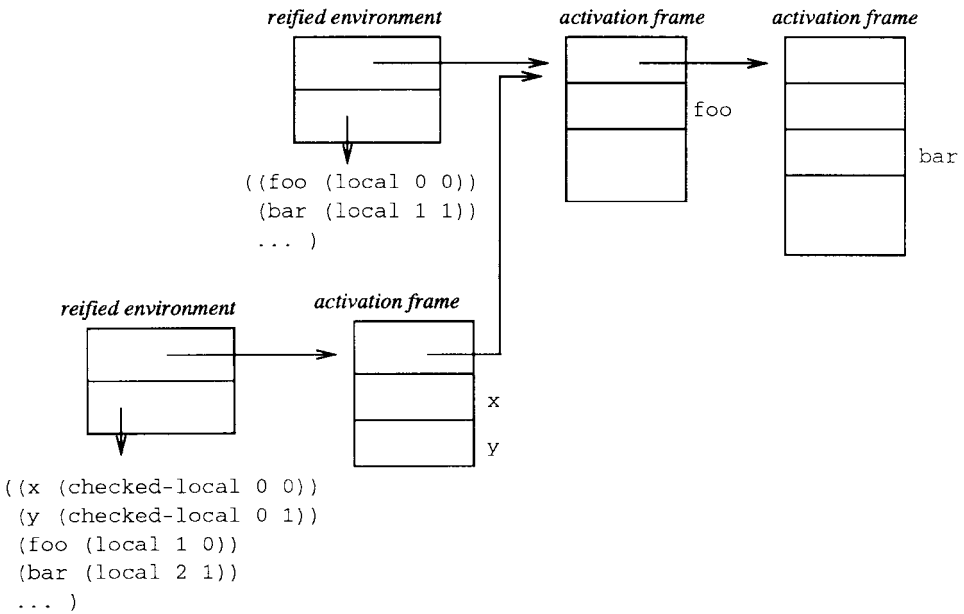 reified environment
activation frame
activation frame
foo
bar
((foo (local 0 0))
(bar (local 1 1))
... )
reified environment
activation frame
x
y
((x (checked-local 0 0))
(y (checked-local 0 1))
(foo (local 1 0))
(bar (local 2 1))
... )